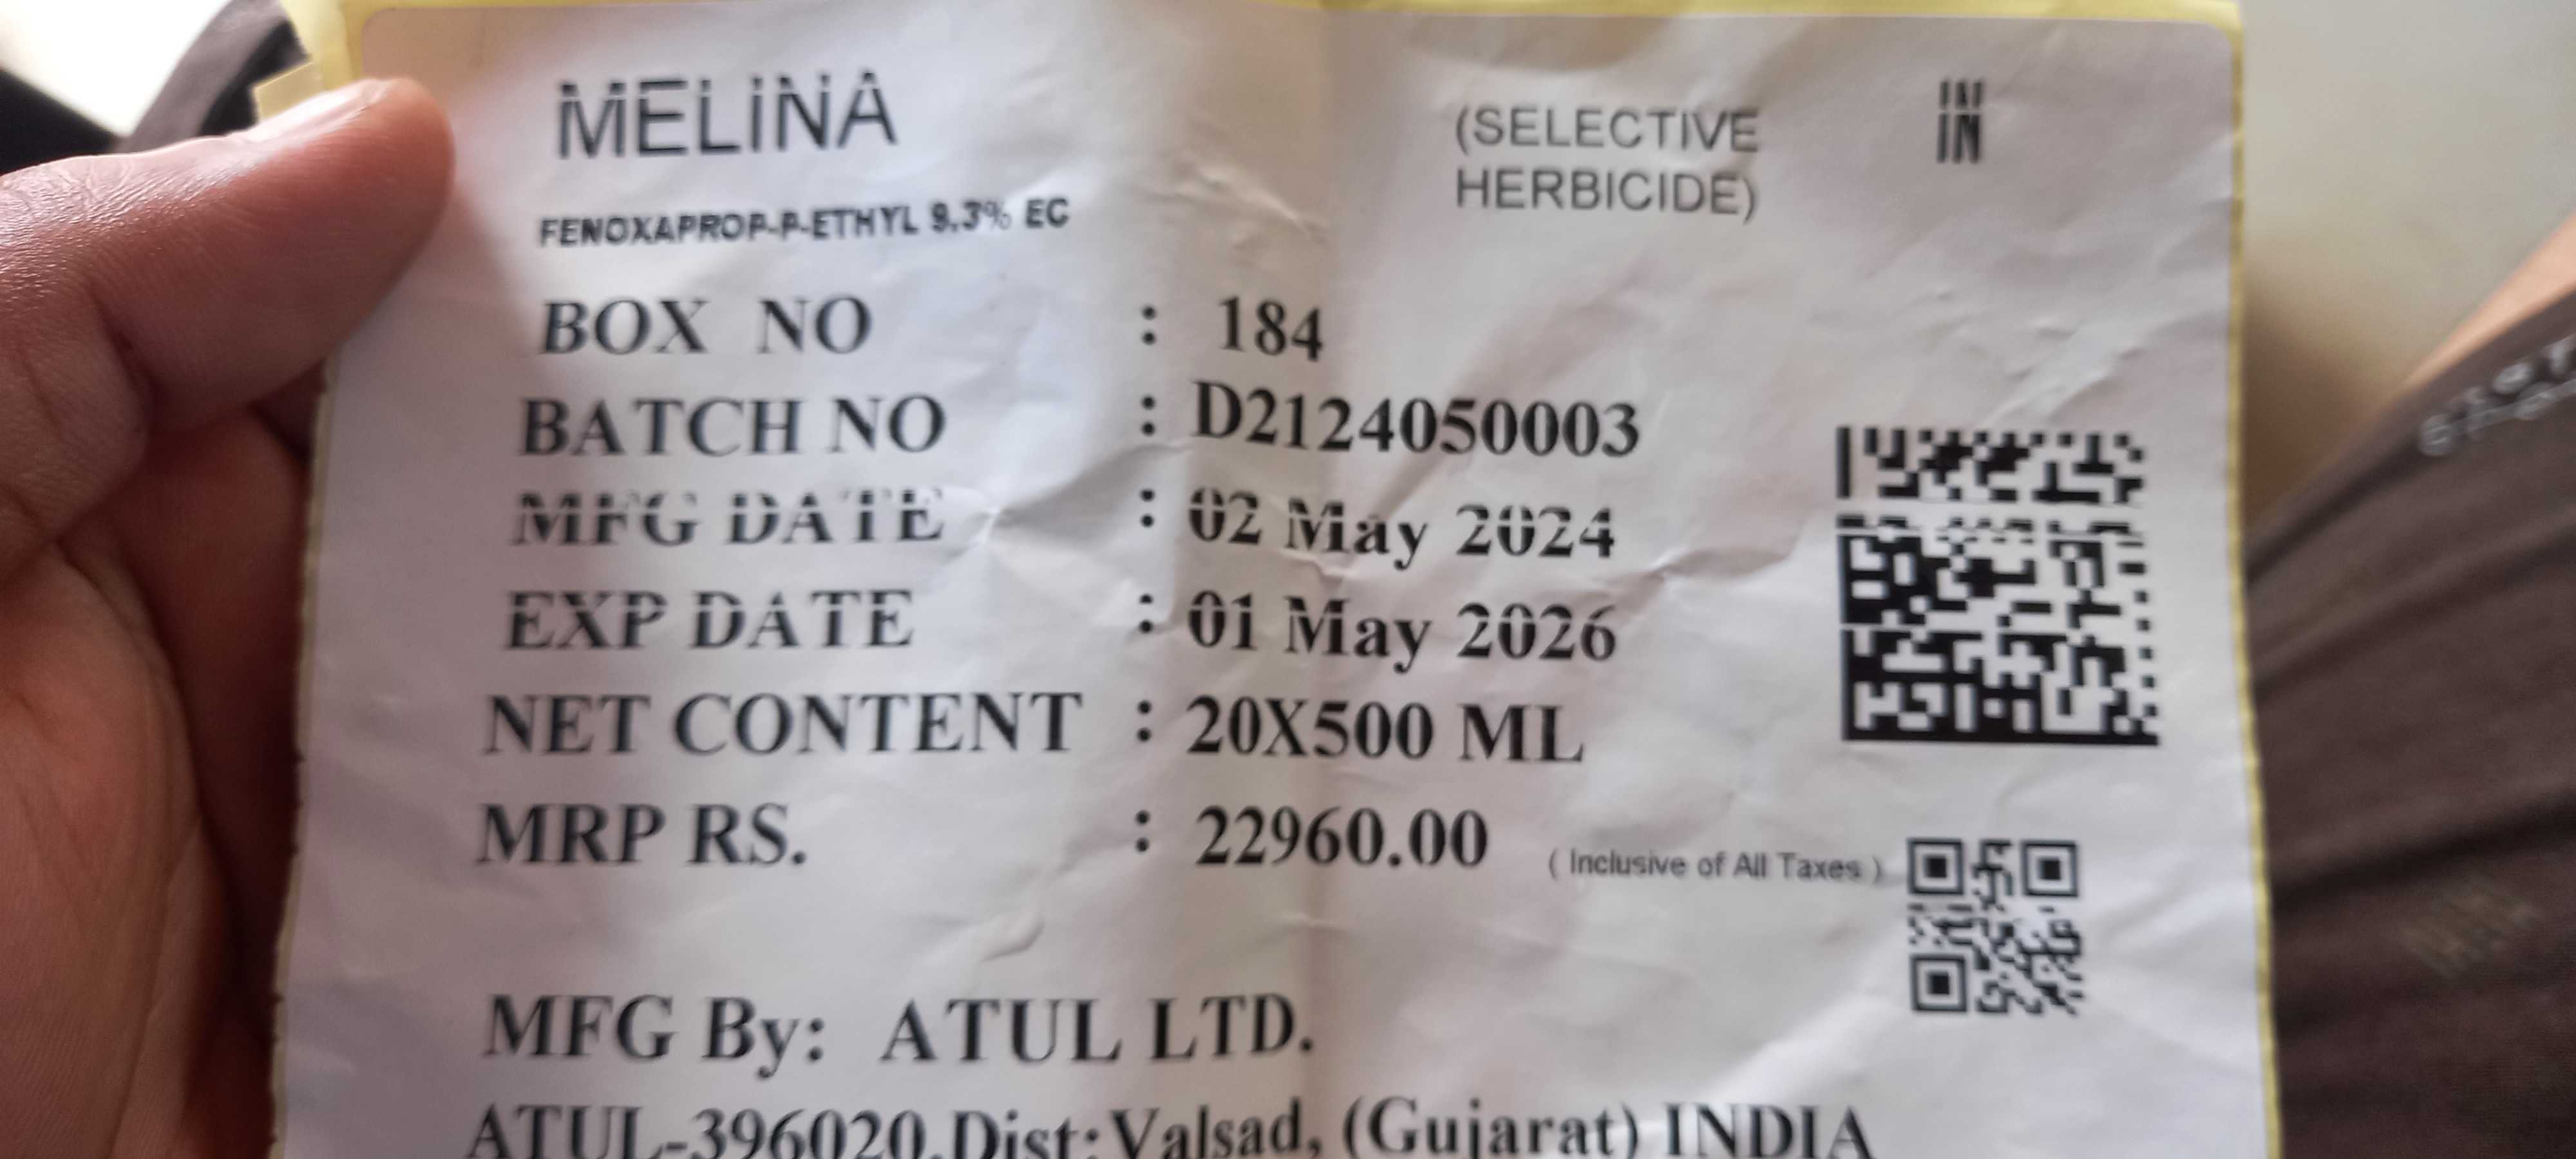 MELINA
(SELECTIVE
HERBICIDE)
IN
FENOXAPROP-P-ETHYL 9.3% EC
BOX NO : 184
BATCH NO : D2124050003
MFG DATE : 02 May 2024
EXP DATE : 01 May 2026
NET CONTENT : 20X500 ML
MRP RS. : 22960.00 ( Inclusive of All Taxes )
MFG By: ATUL LTD.
ATUL-396020,Dist:Valsad, (Gujarat) INDIA